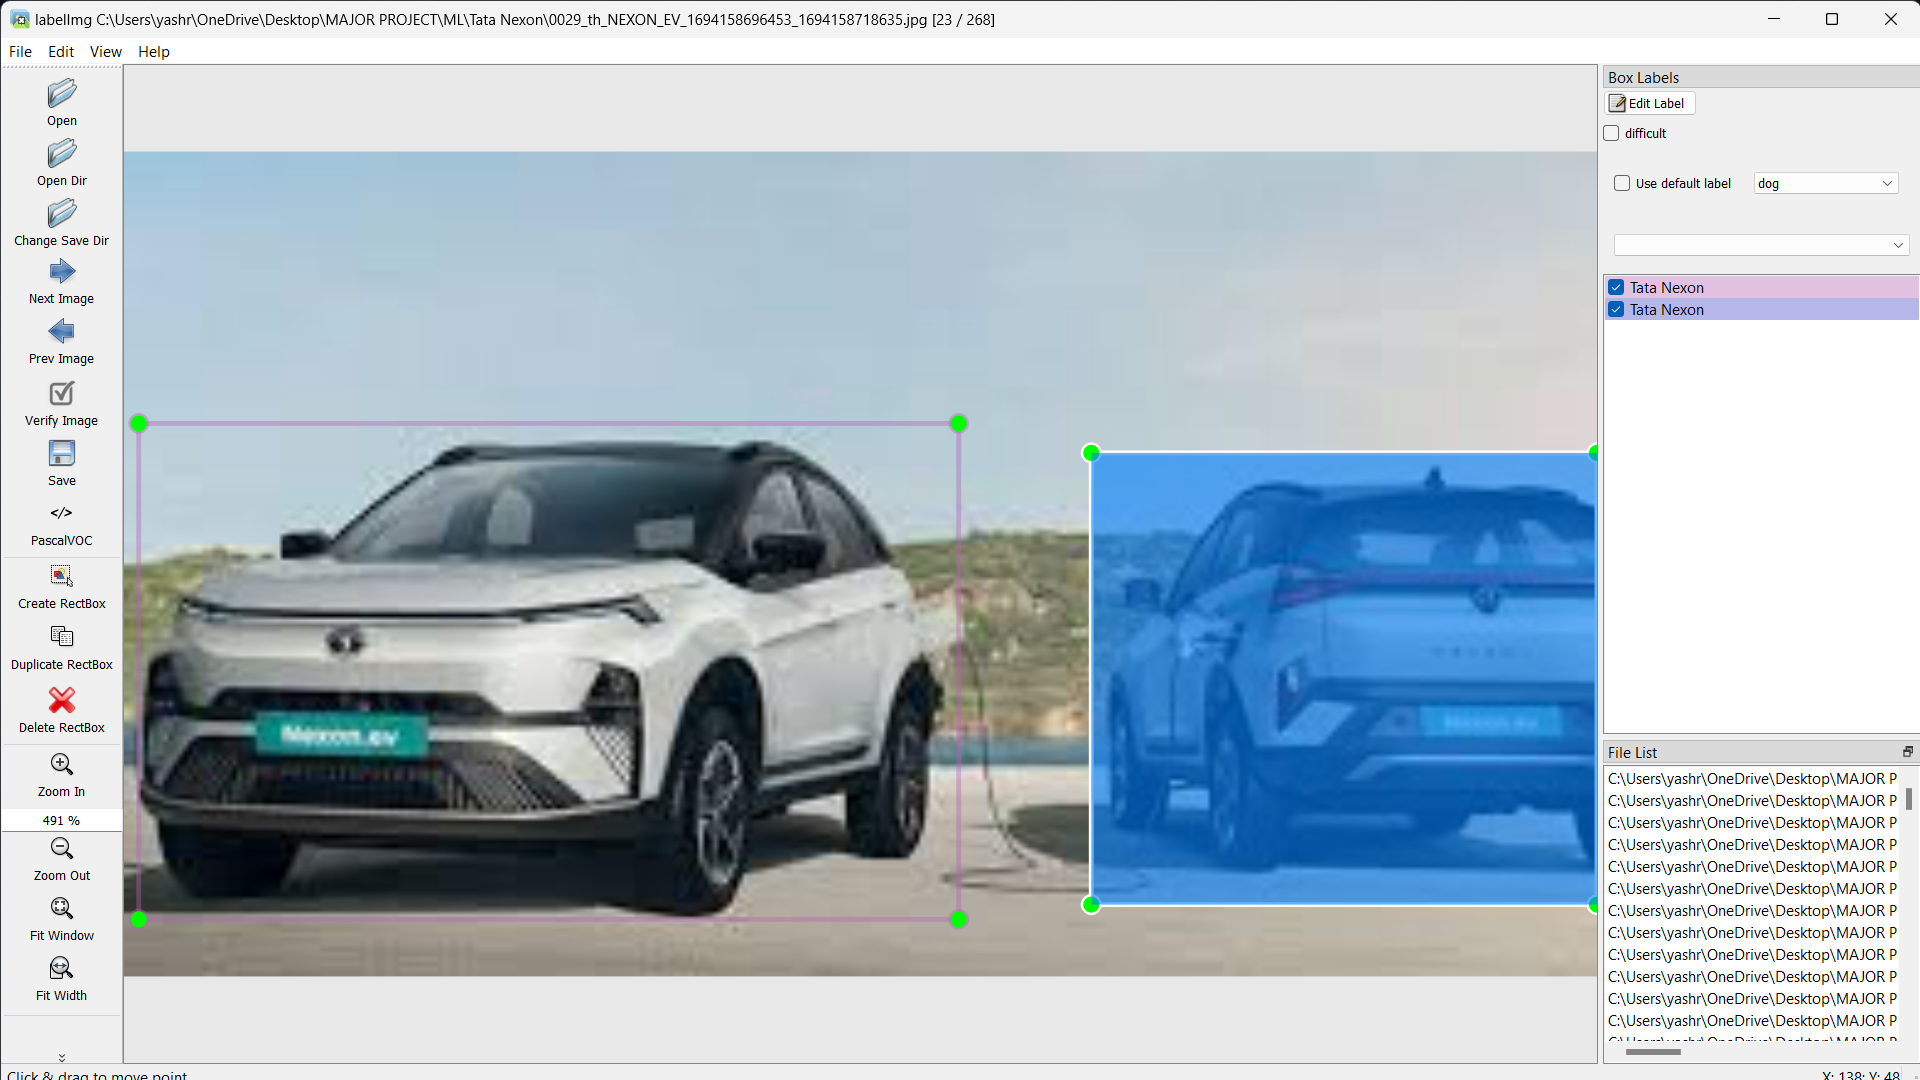 labelImg C:\Users\yashr\OneDrive\Desktop\MAJOR PROJECT\ML\Tata Nexon\0029_th_NEXON_EV_1694158696453_1694158718635.jpg [23 / 268]
File Edit View Help
Open
Open Dir
Change Save Dir
Next Image
Prev Image
Verify Image
Save
</>
PascalVOC
Create RectBox
Duplicate RectBox
Delete RectBox
Zoom In
491 %
Zoom Out
Fit Window
Fit Width
Nexon.ev
Nexon.ev
Box Labels
Edit Label
difficult
Use default label dog
Tata Nexon
Tata Nexon
File List
C:\Users\yashr\OneDrive\Desktop\MAJOR P
C:\Users\yashr\OneDrive\Desktop\MAJOR P
C:\Users\yashr\OneDrive\Desktop\MAJOR P
C:\Users\yashr\OneDrive\Desktop\MAJOR P
C:\Users\yashr\OneDrive\Desktop\MAJOR P
C:\Users\yashr\OneDrive\Desktop\MAJOR P
C:\Users\yashr\OneDrive\Desktop\MAJOR P
C:\Users\yashr\OneDrive\Desktop\MAJOR P
C:\Users\yashr\OneDrive\Desktop\MAJOR P
C:\Users\yashr\OneDrive\Desktop\MAJOR P
C:\Users\yashr\OneDrive\Desktop\MAJOR P
C:\Users\yashr\OneDrive\Desktop\MAJOR P
Click & drag to move point
X: 138; Y: 48